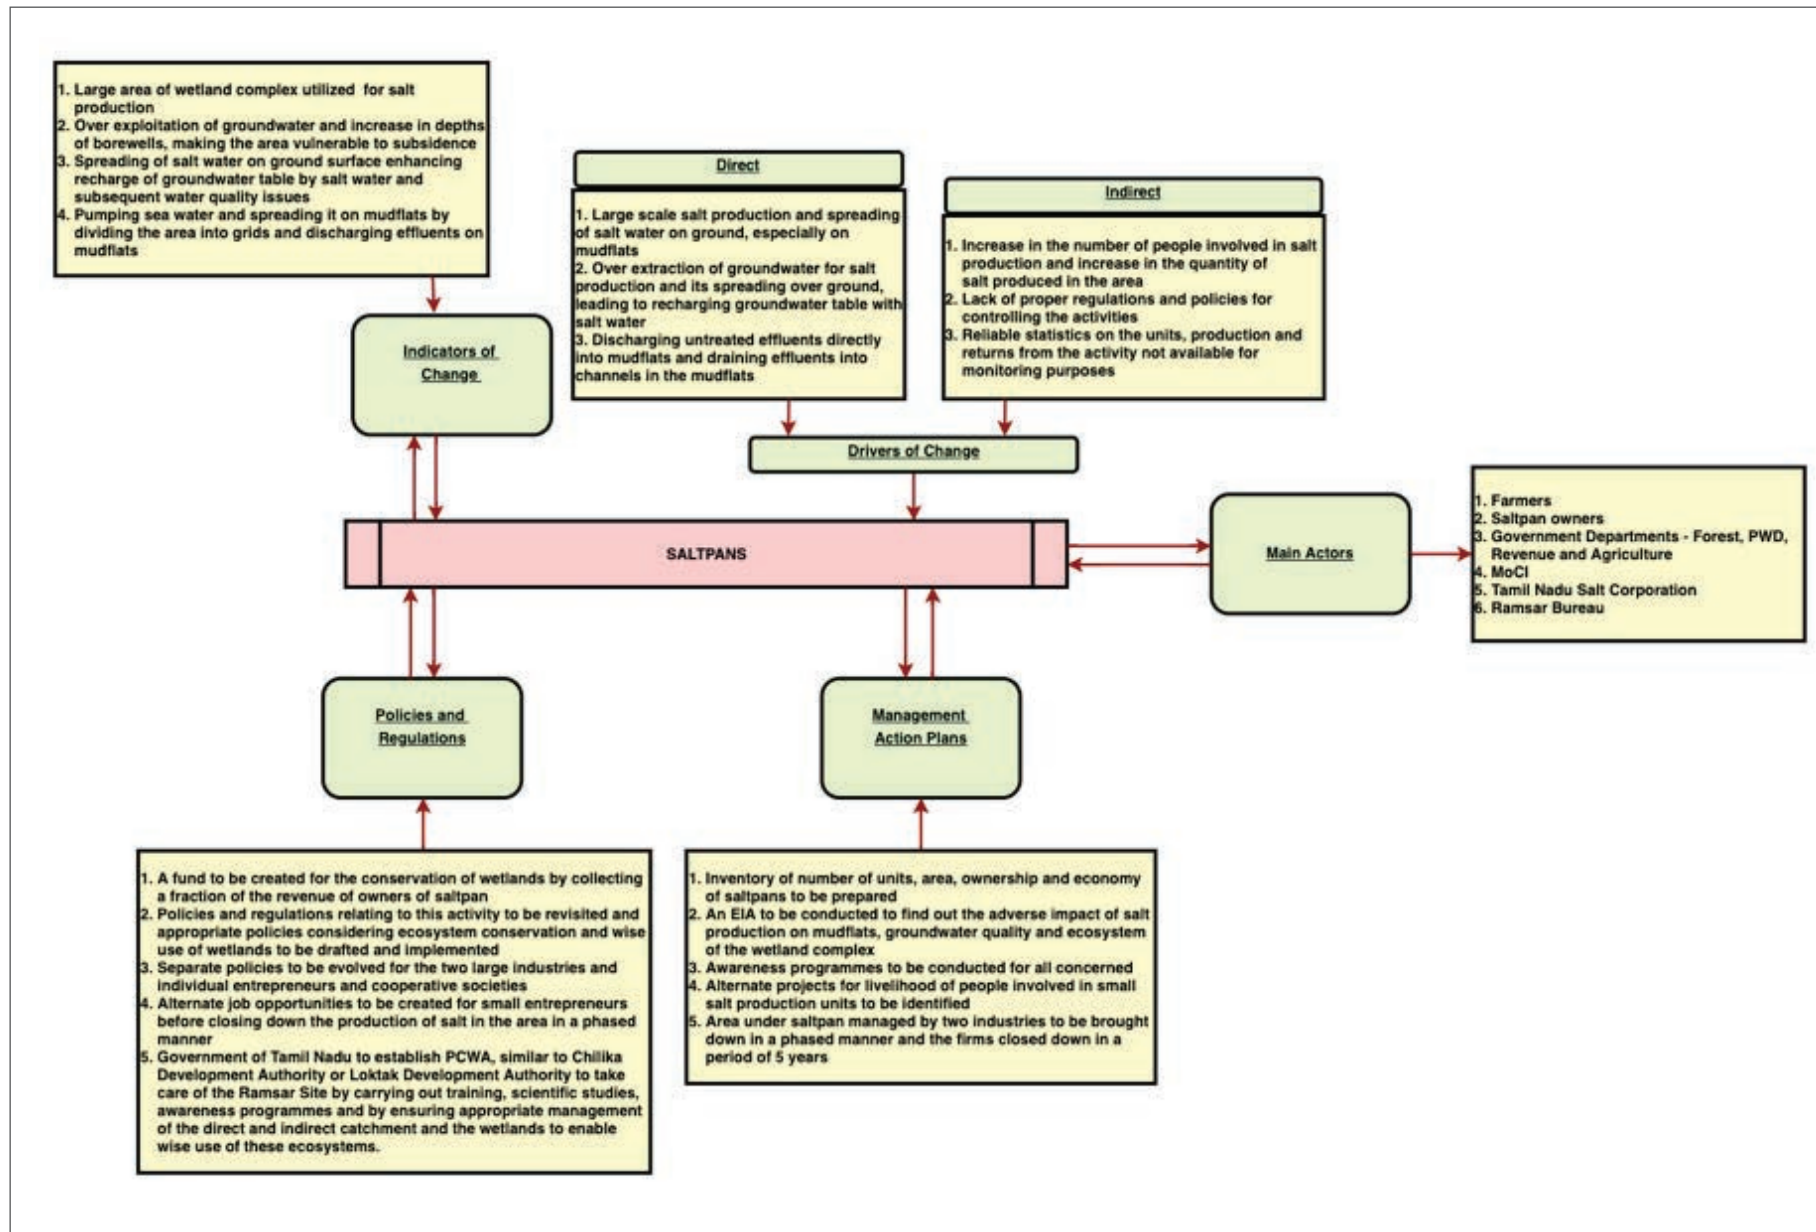 1. Large area of wetland complex utilized for salt
production
2. Over exploitation of groundwater and increase in depths
of borewells, making the area vulnerable to subsidence
3. Spreading of salt water on ground surface enhancing
recharge of groundwater table by salt water and
subsequent water quality issues
4. Pumping sea water and spreading it on mudflats by
dividing the area into grids and discharging effluents on
mudflats
Indicators of
Change
Direct
1. Large scale salt production and spreading
of salt water on ground, especially on
mudflats
2. Over extraction of groundwater for salt
production and its spreading over ground,
leading to recharging groundwater table with
salt water
3. Discharging untreated effluents directly
into mudflats and draining effluents into
channels in the mudflats
Indirect
1. Increase in the number of people involved in salt
production and increase in the quantity of
salt produced in the area
2. Lack of proper regulations and policies for
controlling the activities
3. Reliable statistics on the units, production and
returns from the activity not available for
monitoring purposes
Drivers of Change
SALTPANS
Main Actors
1. Farmers
2. Saltpan owners
3. Government Departments - Forest, PWD,
Revenue and Agriculture
4. MoCI
5. Tamil Nadu Salt Corporation
6. Ramsar Bureau
Policies and
Regulations
Management
Action Plans
1. A fund to be created for the conservation of wetlands by collecting
a fraction of the revenue of owners of saltpan
2. Policies and regulations relating to this activity to be revisited and
appropriate policies considering ecosystem conservation and wise
use of wetlands to be drafted and implemented
3. Separate policies to be evolved for the two large industries and
individual entrepreneurs and cooperative societies
4. Alternate job opportunities to be created for small entrepreneurs
before closing down the production of salt in the area in a phased
manner
5. Government of Tamil Nadu to establish PCWA, similar to Chilika
Development Authority or Loktak Development Authority to take
care of the Ramsar Site by carrying out training, scientific studies,
awareness programmes and by ensuring appropriate management
of the direct and indirect catchment and the wetlands to enable
wise use of these ecosystems.
1. Inventory of number of units, area, ownership and economy
of saltpans to be prepared
2. An EIA to be conducted to find out the adverse impact of salt
production on mudflats, groundwater quality and ecosystem
of the wetland complex
3. Awareness programmes to be conducted for all concerned
4. Alternate projects for livelihood of people involved in small
salt production units to be identified
5. Area under saltpan managed by two industries to be brought
down in a phased manner and the firms closed down in a
period of 5 years